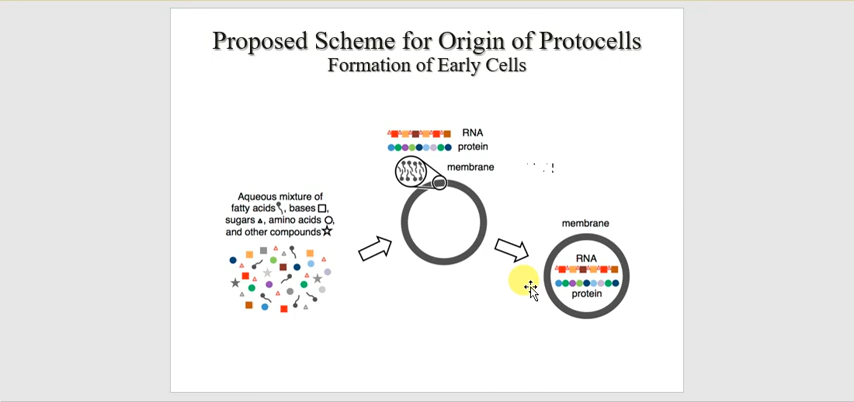 Proposed Scheme for Origin of Protocells
Formation of Early Cells
RNA
protein
membrane
Aqueous mixture of
fatty acids, bases,
sugars, amino acids,
and other compounds
membrane
RNA
protein